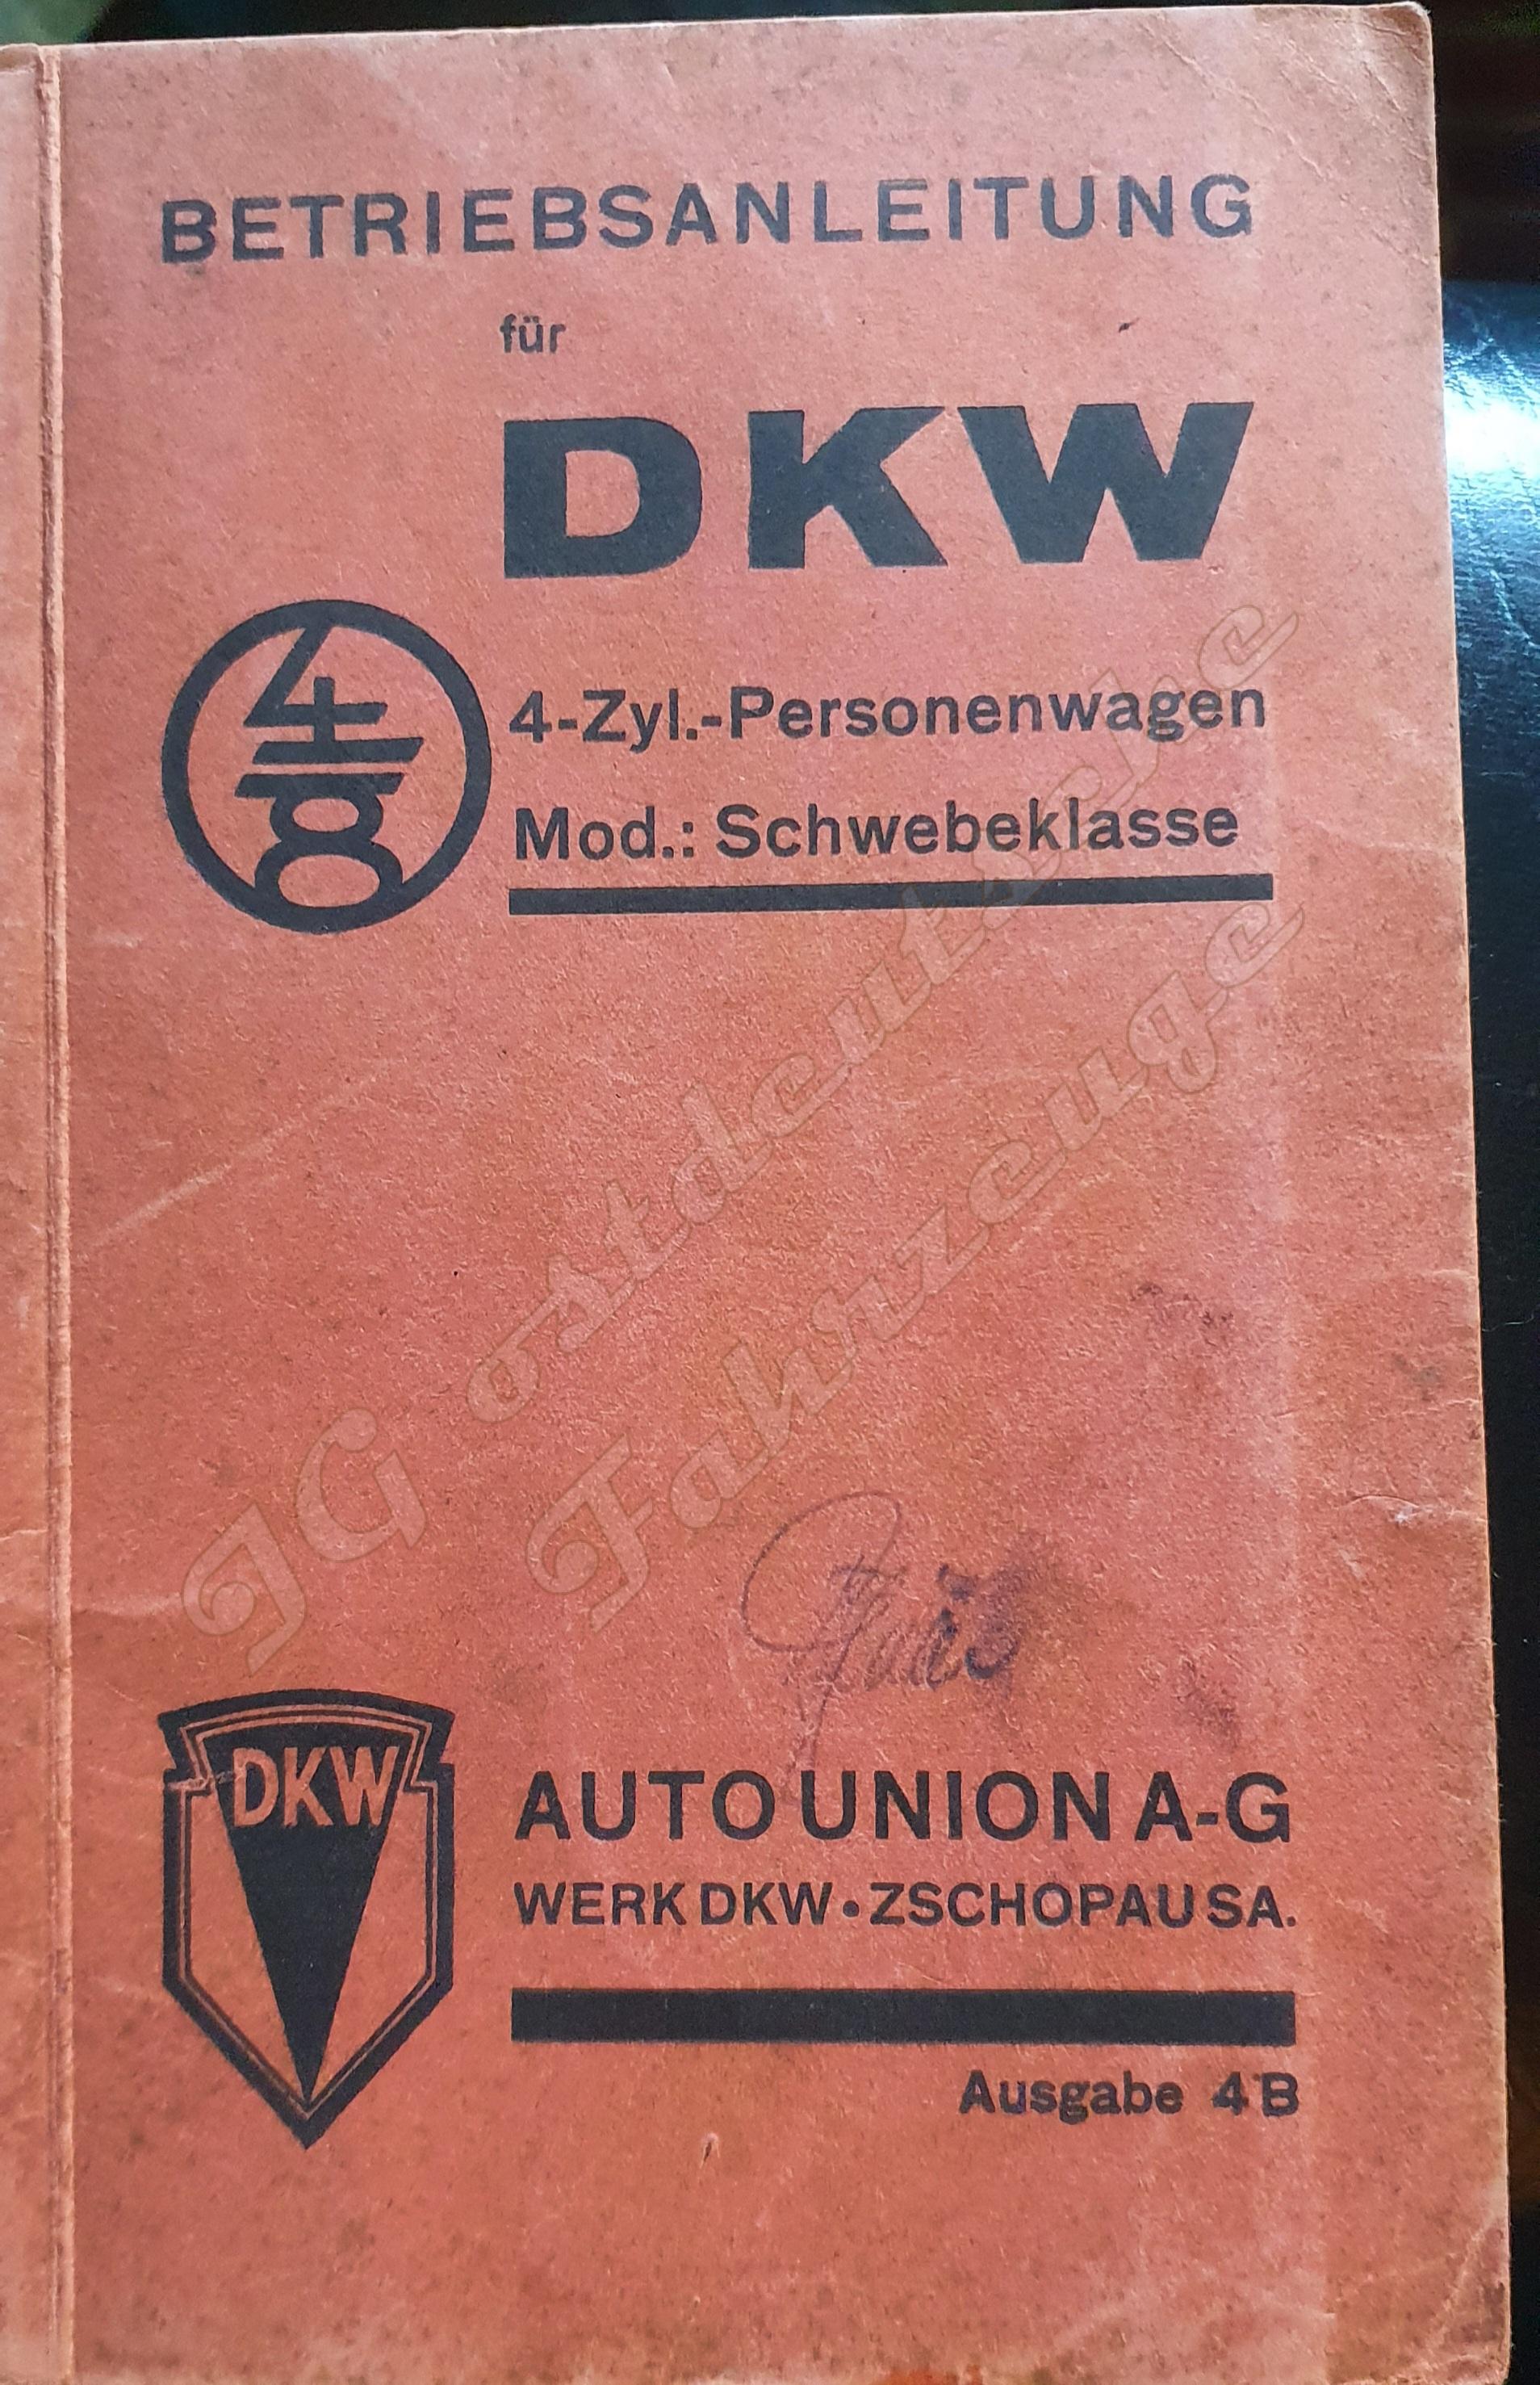 BETRIEBSANLEITUNG
für
DKW
4-Zyl.-Personenwagen
Mod.: Schwebeklasse
IG ostdeutsche
Fahrzeuge
DKW
AUTO UNION A-G
WERK DKW • ZSCHOPAU SA.
Ausgabe 4B